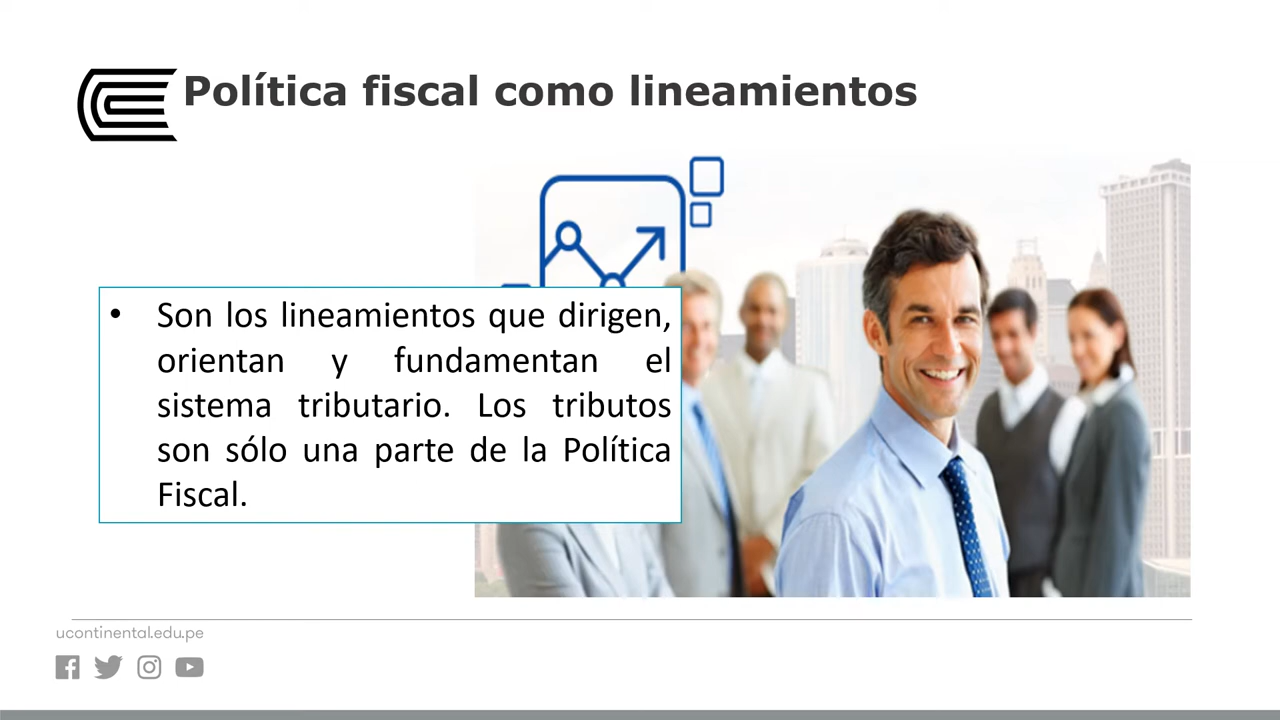 Política fiscal como lineamientos
• Son los lineamientos que dirigen,
orientan y fundamentan el
sistema tributario. Los tributos
son sólo una parte de la Política
Fiscal.
ucontinental.edu.pe